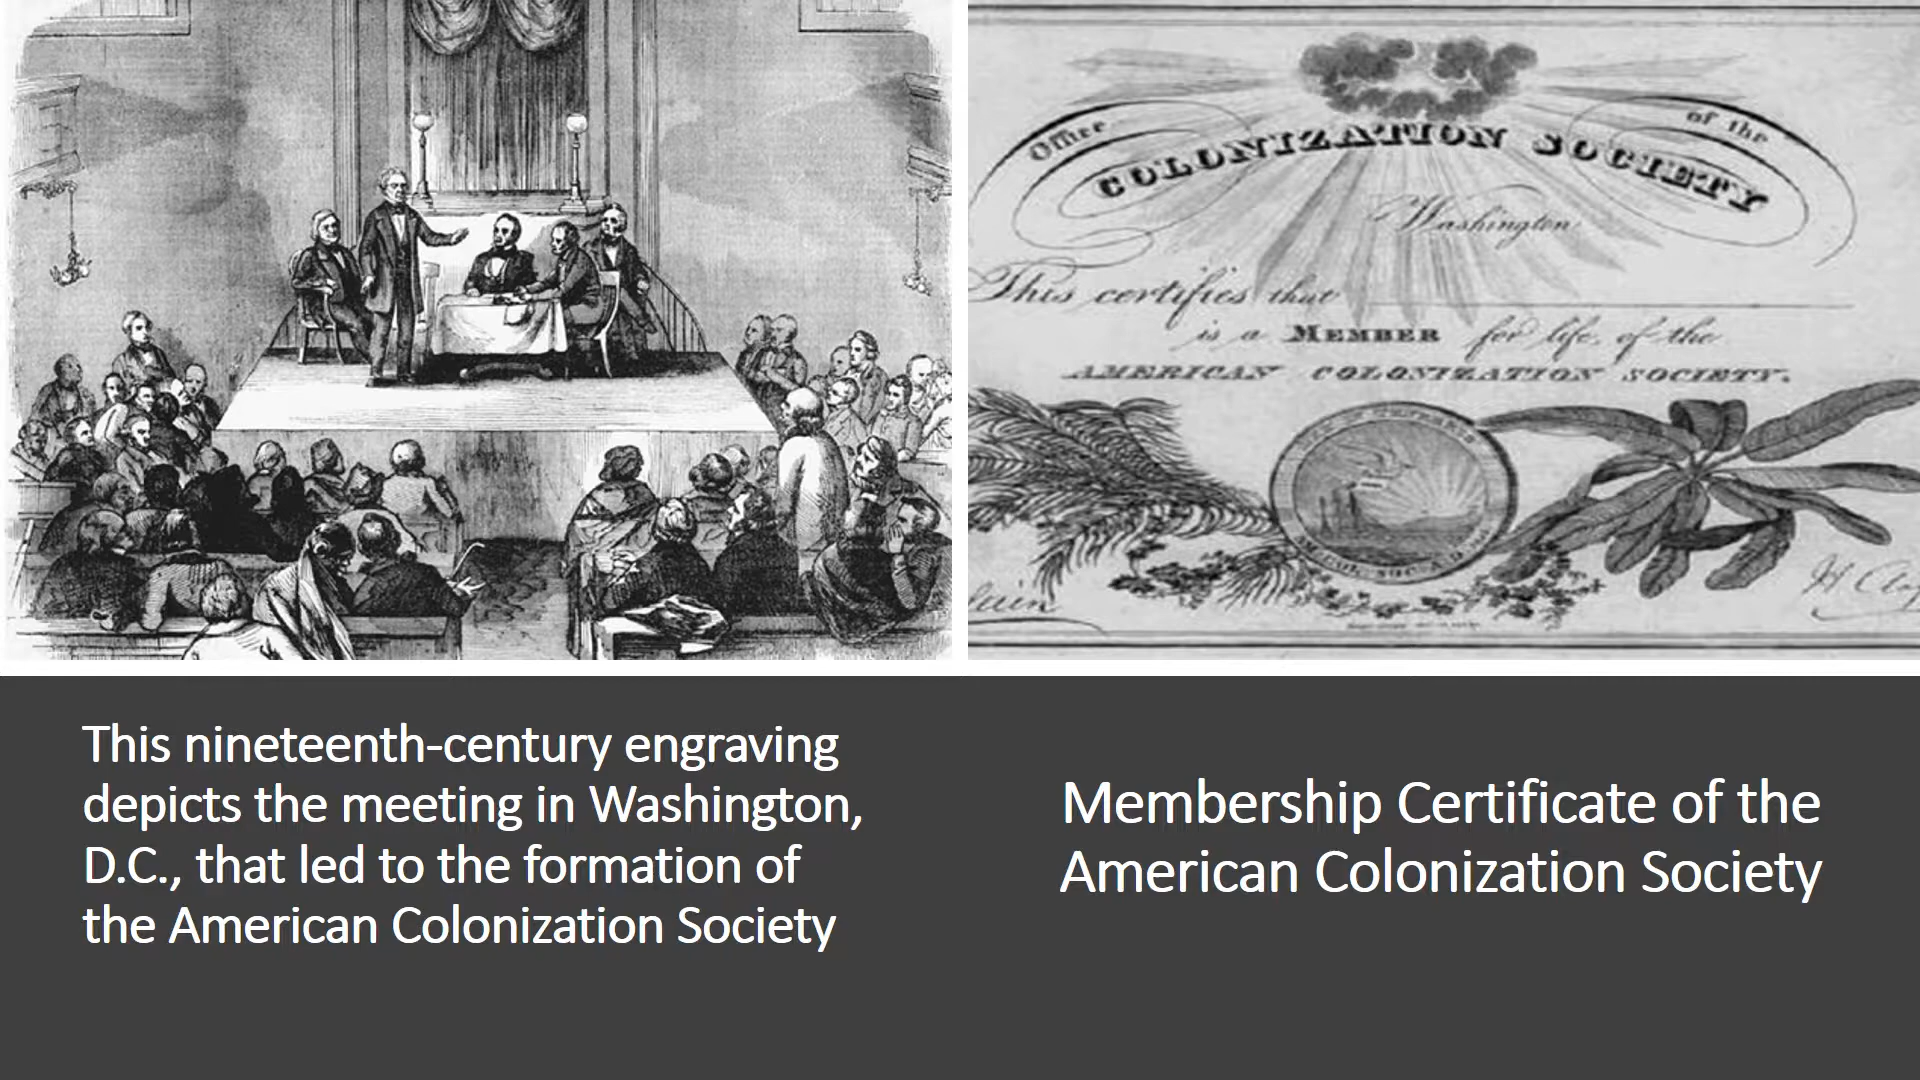 Office of the
COLONIZATION SOCIETY
Washington
This certifies that
is a MEMBER for life of the
AMERICAN COLONIZATION SOCIETY.
H Clay
This nineteenth-century engraving
depicts the meeting in Washington,
D.C., that led to the formation of
the American Colonization Society
Membership Certificate of the
American Colonization Society